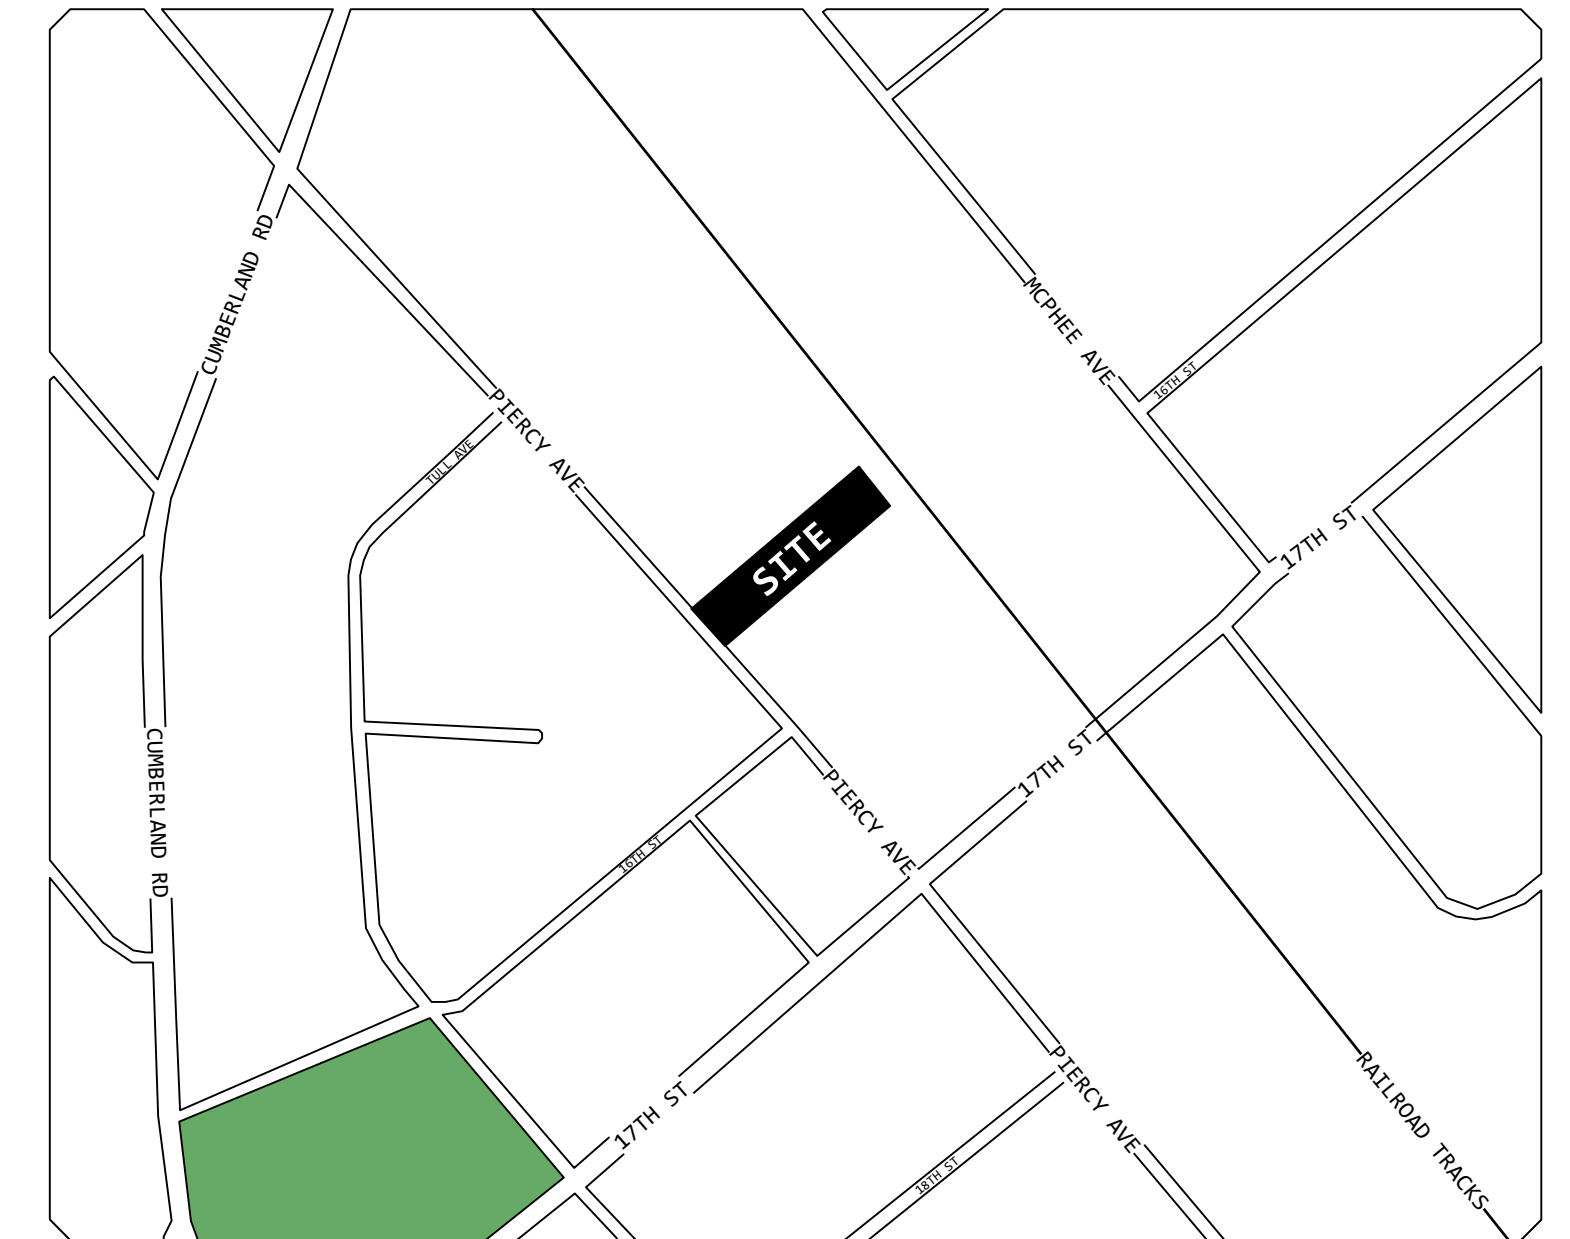 CUMBERLAND RD
MCPHEE AVE
16TH ST
PIERCY AVE
TULL AVE
17TH ST
SITE
17TH ST
CUMBERLAND RD
PIERCY AVE
16TH ST
17TH ST
PIERCY AVE
18TH ST
RAILROAD TRACKS